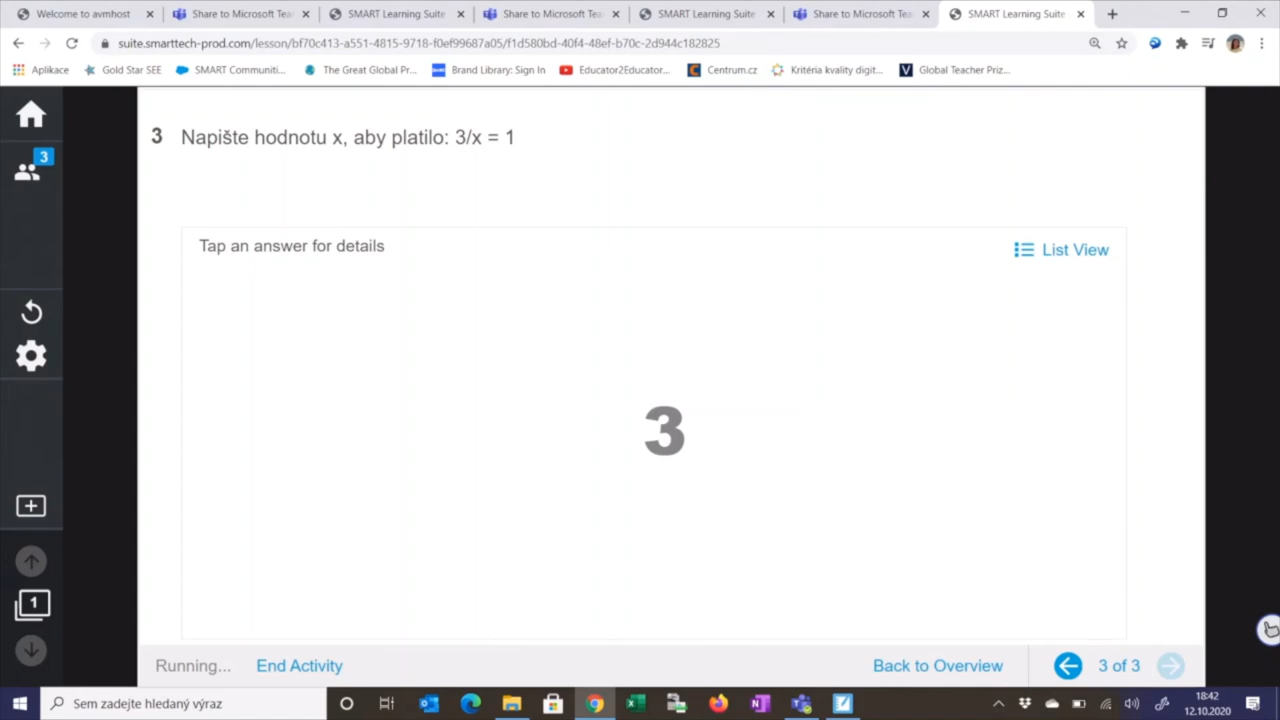 Welcome to avmhost
Share to Microsoft Tea
SMART Learning Suite
Share to Microsoft Tea
SMART Learning Suite
Share to Microsoft Tea
SMART Learning Suite
suite.smarttech-prod.com/lesson/bf70c413-a551-4815-9718-f0ef99687a05/f1d580bd-40f4-48ef-b70c-2d944c182825
Aplikace
Gold Star SEE
SMART Communiti...
The Great Global Pr...
Brand Library: Sign In
Educator2Educator...
Centrum.cz
Kritéria kvality digit...
Global Teacher Priz...
3
3 Napište hodnotu x, aby platilo: 3/x = 1
Tap an answer for details
List View
3
1
Running...
End Activity
Back to Overview
3 of 3
Sem zadejte hledaný výraz
18:42
12.10.2020